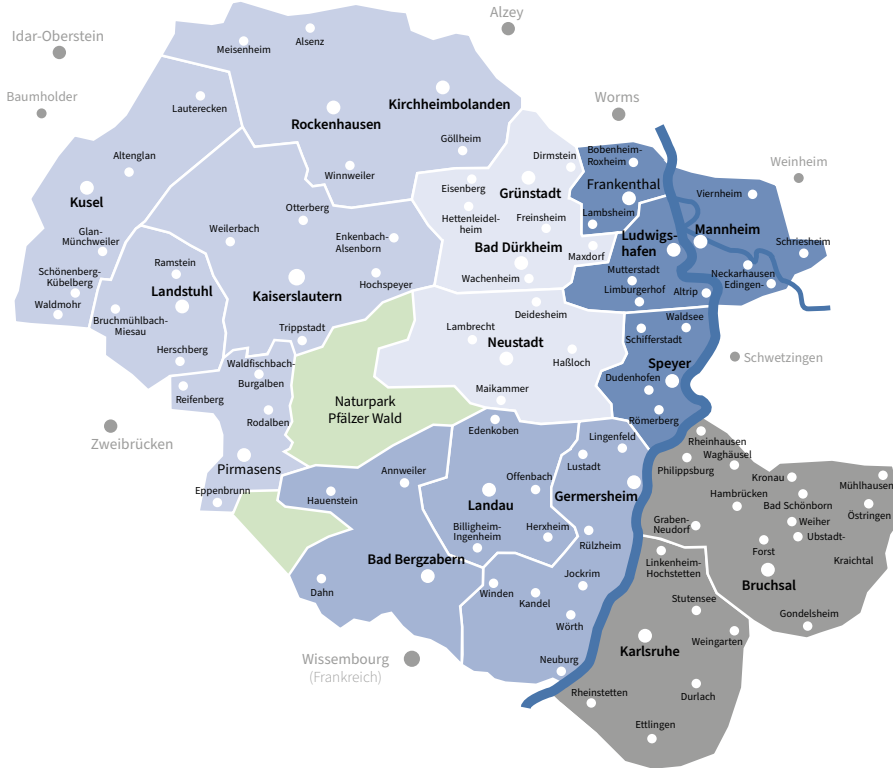 Alzey
Idar-Oberstein
Alsenz
Meisenheim
Baumholder
Worms
Lauterecken
Kirchheimbolanden
Rockenhausen
Göllheim
Altenglan
Dirmstein
Bobenheim-
Roxheim
Weinheim
Winnweiler
Eisenberg
Grünstadt
Frankenthal
Viernheim
Kusel
Otterberg
Hettenleidel-
heim
Freinsheim
Lambsheim
Weilerbach
Glan-
Münchweiler
Enkenbach-
Alsenborn
Bad Dürkheim
Ludwigs-
hafen
Mannheim
Schriesheim
Maxdorf
Ramstein
Schönenberg-
Kübelberg
Wachenheim
Mutterstadt
Neckarhausen
Edingen-
Landstuhl
Kaiserslautern
Hochspeyer
Limburgerhof
Altrip
Waldmohr
Bruchmühlbach-
Miesau
Trippstadt
Deidesheim
Waldsee
Lambrecht
Schifferstadt
Neustadt
Herschberg
Haßloch
Speyer
Schwetzingen
Waldfischbach-
Burgalben
Dudenhofen
Reifenberg
Maikammer
Naturpark
Pfälzer Wald
Rodalben
Römerberg
Zweibrücken
Edenkoben
Lingenfeld
Rheinhausen
Waghäusel
Pirmasens
Annweiler
Lustadt
Philippsburg
Offenbach
Kronau
Mühlhausen
Eppenbrunn
Hauenstein
Landau
Germersheim
Hambrücken
Bad Schönborn
Östringen
Billigheim-
Ingenheim
Herxheim
Graben-
Neudorf
Weiher
Ubstadt-
Rülzheim
Forst
Bad Bergzabern
Linkenheim-
Hochstetten
Kraichtal
Jockrim
Bruchsal
Dahn
Winden
Kandel
Stutensee
Gondelsheim
Wörth
Weingarten
Karlsruhe
Wissembourg
(Frankreich)
Neuburg
Rheinstetten
Durlach
Ettlingen